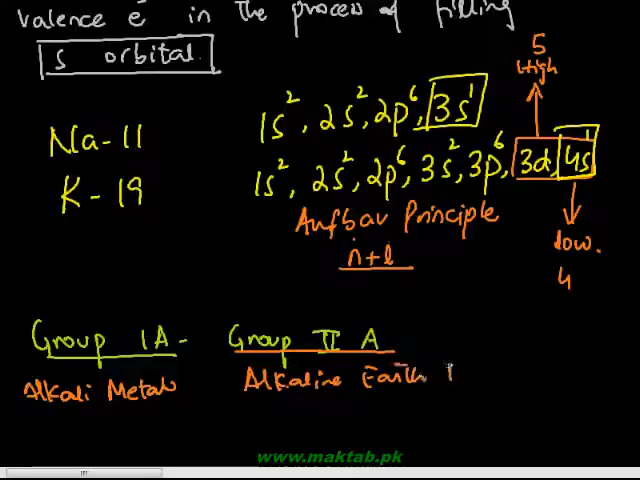 valence e⁻ in the process of filling
s orbital
5
High
Na-11 1s², 2s², 2p⁶, 3s¹
K-19 1s², 2s², 2p⁶, 3s², 3p⁶, 3d, 4s¹
Aufbau Principle
n+l
low.
4
Group IA- Group II A
Alkali Metals Alkaline Earth
www.maktab.pk